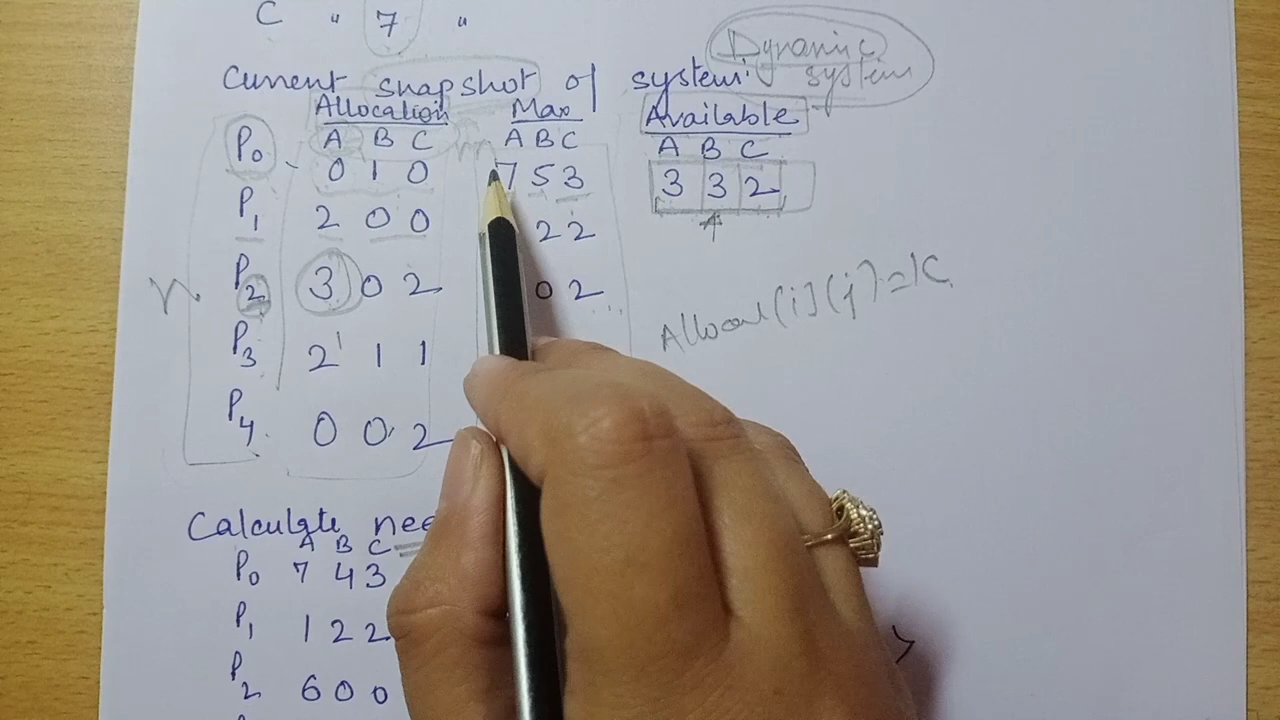 C " 7 "
Dynamic system
Current snapshot of system:
Allocation Max Available
A B C A B C A B C
P0 0 1 0 7 5 3 3 3 2
P1 2 0 0 2 2
P2 3 0 2 0 2
n
Allocat[i][j]=K
P3 2 1 1
P4 0 0 2
Calculate nee
A B C
P0 7 4 3
P1 1 2 2
P2 6 0 0